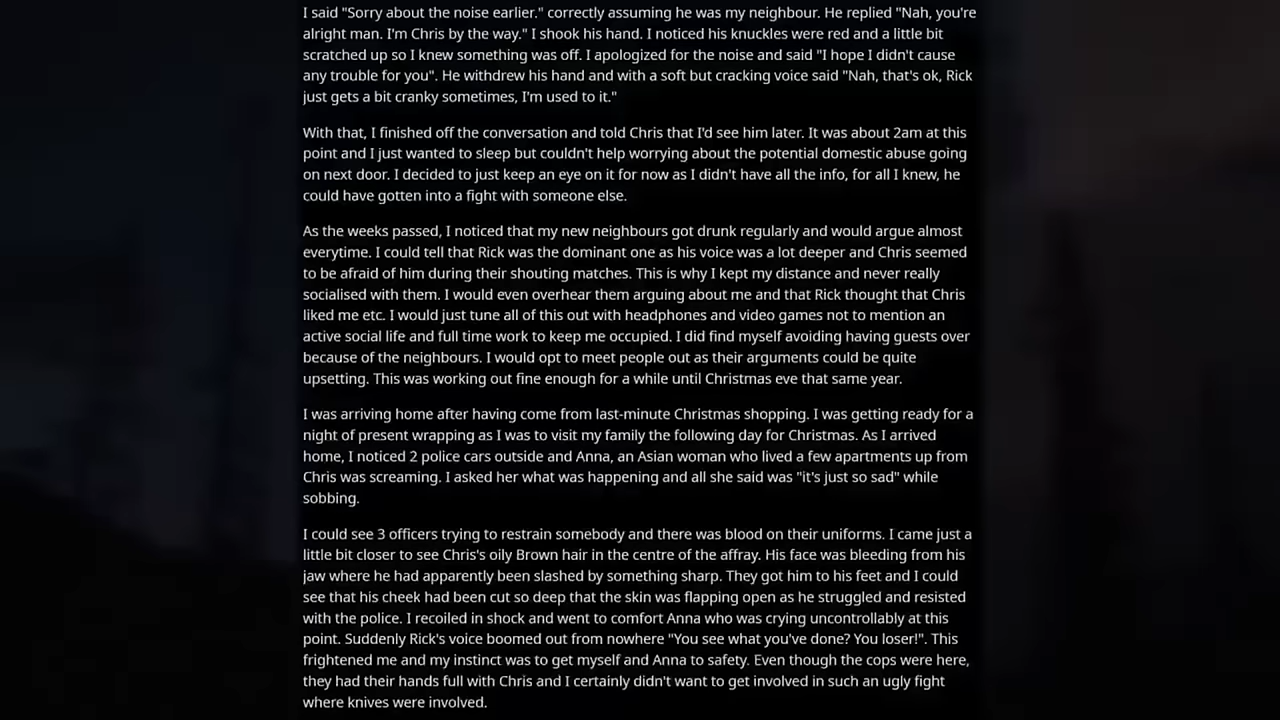 I said "Sorry about the noise earlier." correctly assuming he was my neighbour. He replied "Nah, you're
alright man. I'm Chris by the way." I shook his hand. I noticed his knuckles were red and a little bit
scratched up so I knew something was off. I apologized for the noise and said "I hope I didn't cause
any trouble for you". He withdrew his hand and with a soft but cracking voice said "Nah, that's ok, Rick
just gets a bit cranky sometimes, I'm used to it."
With that, I finished off the conversation and told Chris that I'd see him later. It was about 2am at this
point and I just wanted to sleep but couldn't help worrying about the potential domestic abuse going
on next door. I decided to just keep an eye on it for now as I didn't have all the info, for all I knew, he
could have gotten into a fight with someone else.
As the weeks passed, I noticed that my new neighbours got drunk regularly and would argue almost
everytime. I could tell that Rick was the dominant one as his voice was a lot deeper and Chris seemed
to be afraid of him during their shouting matches. This is why I kept my distance and never really
socialised with them. I would even overhear them arguing about me and that Rick thought that Chris
liked me etc. I would just tune all of this out with headphones and video games not to mention an
active social life and full time work to keep me occupied. I did find myself avoiding having guests over
because of the neighbours. I would opt to meet people out as their arguments could be quite
upsetting. This was working out fine enough for a while until Christmas eve that same year.
I was arriving home after having come from last-minute Christmas shopping. I was getting ready for a
night of present wrapping as I was to visit my family the following day for Christmas. As I arrived
home, I noticed 2 police cars outside and Anna, an Asian woman who lived a few apartments up from
Chris was screaming. I asked her what was happening and all she said was "it's just so sad" while
sobbing.
I could see 3 officers trying to restrain somebody and there was blood on their uniforms. I came just a
little bit closer to see Chris's oily Brown hair in the centre of the affray. His face was bleeding from his
jaw where he had apparently been slashed by something sharp. They got him to his feet and I could
see that his cheek had been cut so deep that the skin was flapping open as he struggled and resisted
with the police. I recoiled in shock and went to comfort Anna who was crying uncontrollably at this
point. Suddenly Rick's voice boomed out from nowhere "You see what you've done? You loser!". This
frightened me and my instinct was to get myself and Anna to safety. Even though the cops were here,
they had their hands full with Chris and I certainly didn't want to get involved in such an ugly fight
where knives were involved.